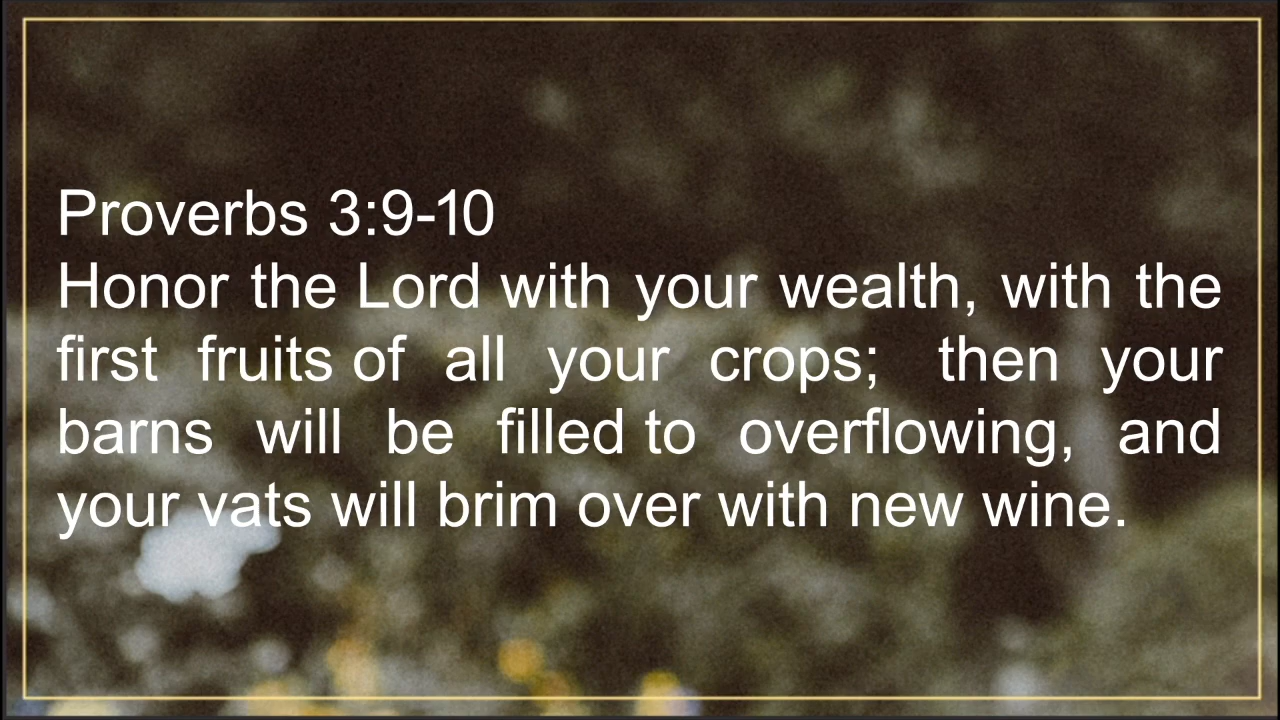 Proverbs 3:9-10
Honor the Lord with your wealth, with the
first fruits of all your crops; then your
barns will be filled to overflowing, and
your vats will brim over with new wine.